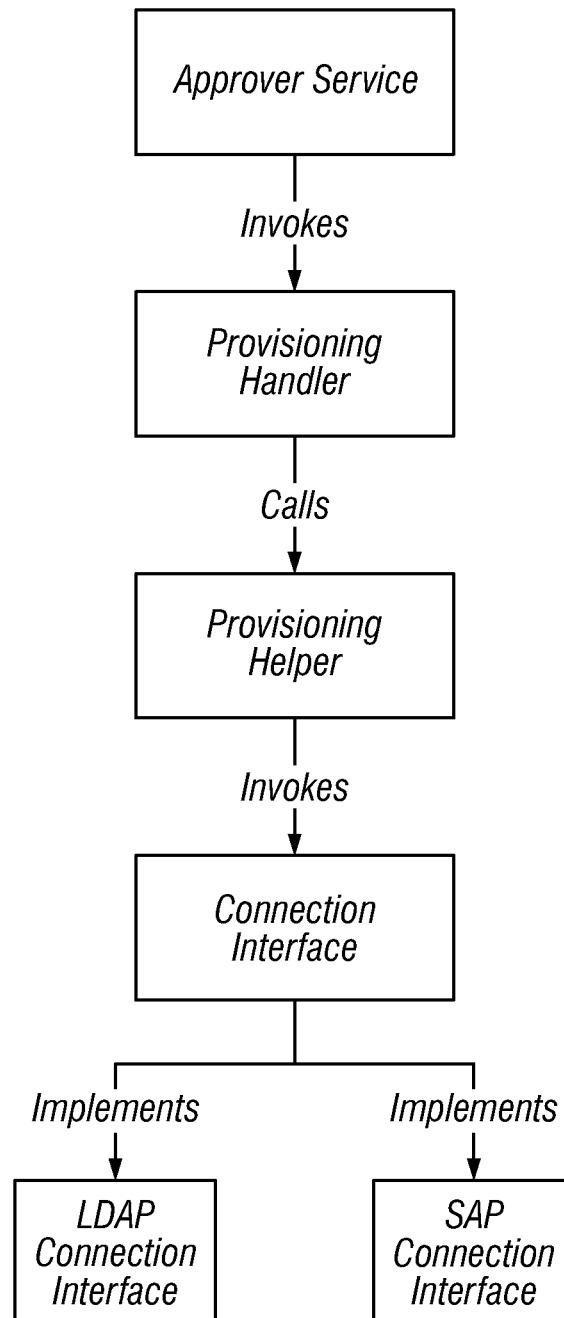 Approver Service
Invokes
Provisioning
Handler
Calls
Provisioning
Helper
Invokes
Connection
Interface
Implements
Implements
LDAP
Connection
Interface
SAP
Connection
Interface